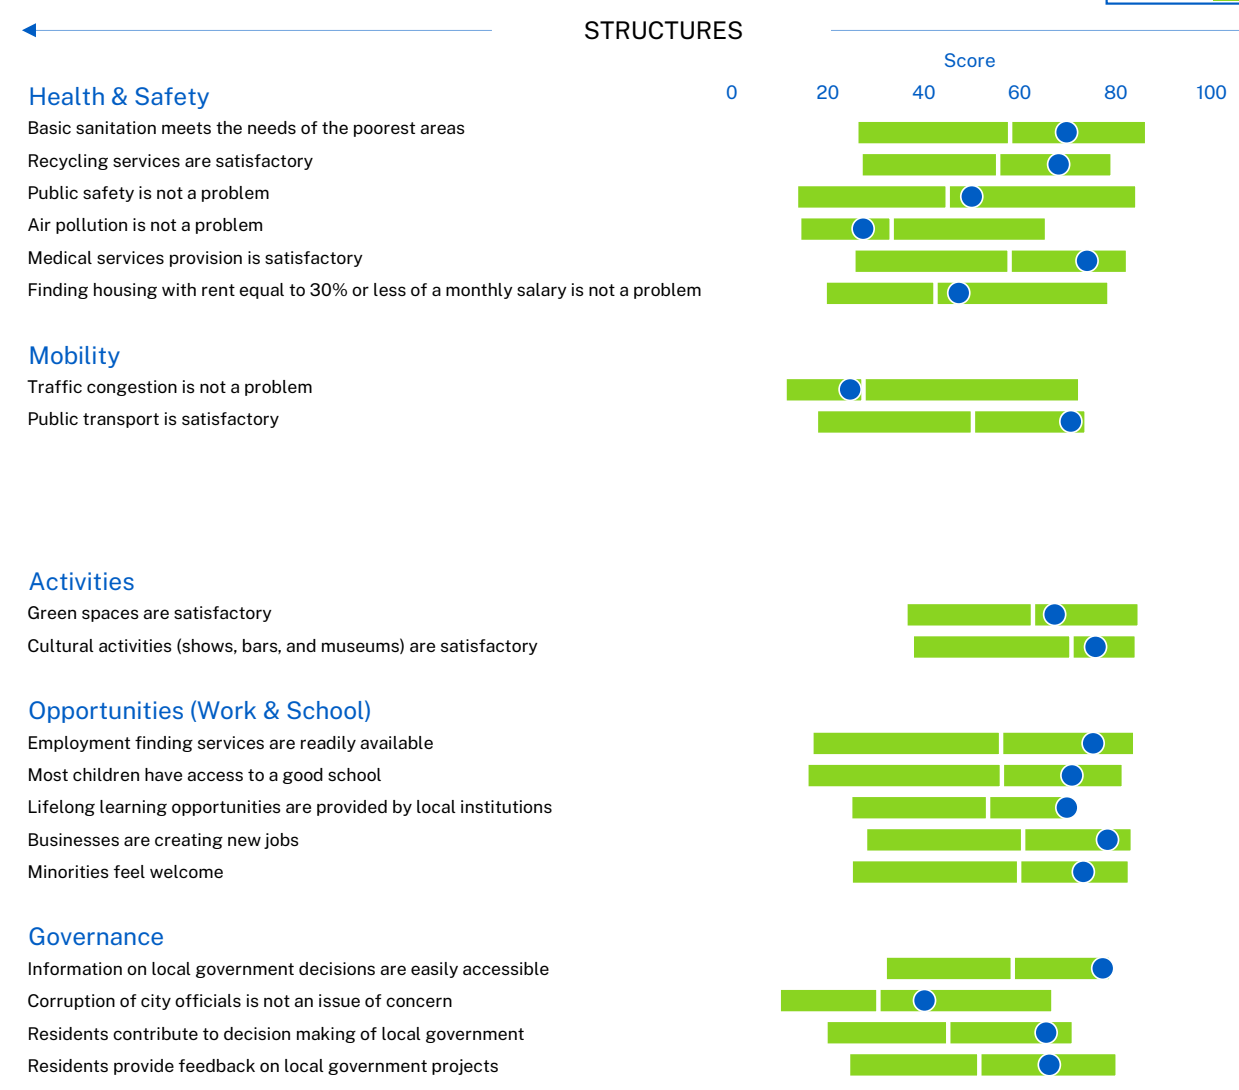 STRUCTURES
Score
0 20 40 60 80 100
Health & Safety
Basic sanitation meets the needs of the poorest areas
Recycling services are satisfactory
Public safety is not a problem
Air pollution is not a problem
Medical services provision is satisfactory
Finding housing with rent equal to 30% or less of a monthly salary is not a problem
Mobility
Traffic congestion is not a problem
Public transport is satisfactory
Activities
Green spaces are satisfactory
Cultural activities (shows, bars, and museums) are satisfactory
Opportunities (Work & School)
Employment finding services are readily available
Most children have access to a good school
Lifelong learning opportunities are provided by local institutions
Businesses are creating new jobs
Minorities feel welcome
Governance
Information on local government decisions are easily accessible
Corruption of city officials is not an issue of concern
Residents contribute to decision making of local government
Residents provide feedback on local government projects